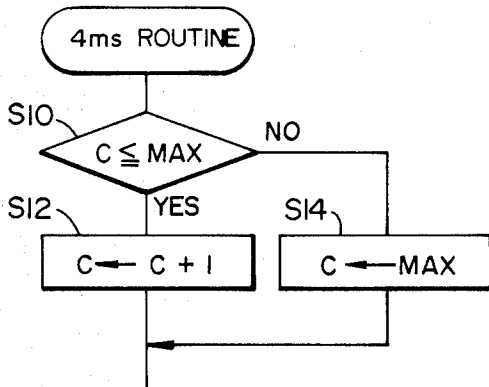 4ms ROUTINE
S10
C ≦ MAX
NO
YES
S12
S14
C ← C + 1
C ← MAX